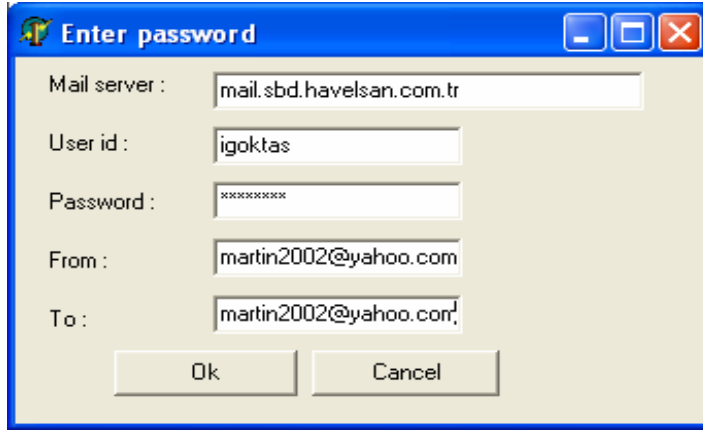 Enter password
Mail server : mail.sbd.havelsan.com.tr
User id : igoktas
Password : ********
From : martin2002@yahoo.com
To : martin2002@yahoo.com
Ok Cancel